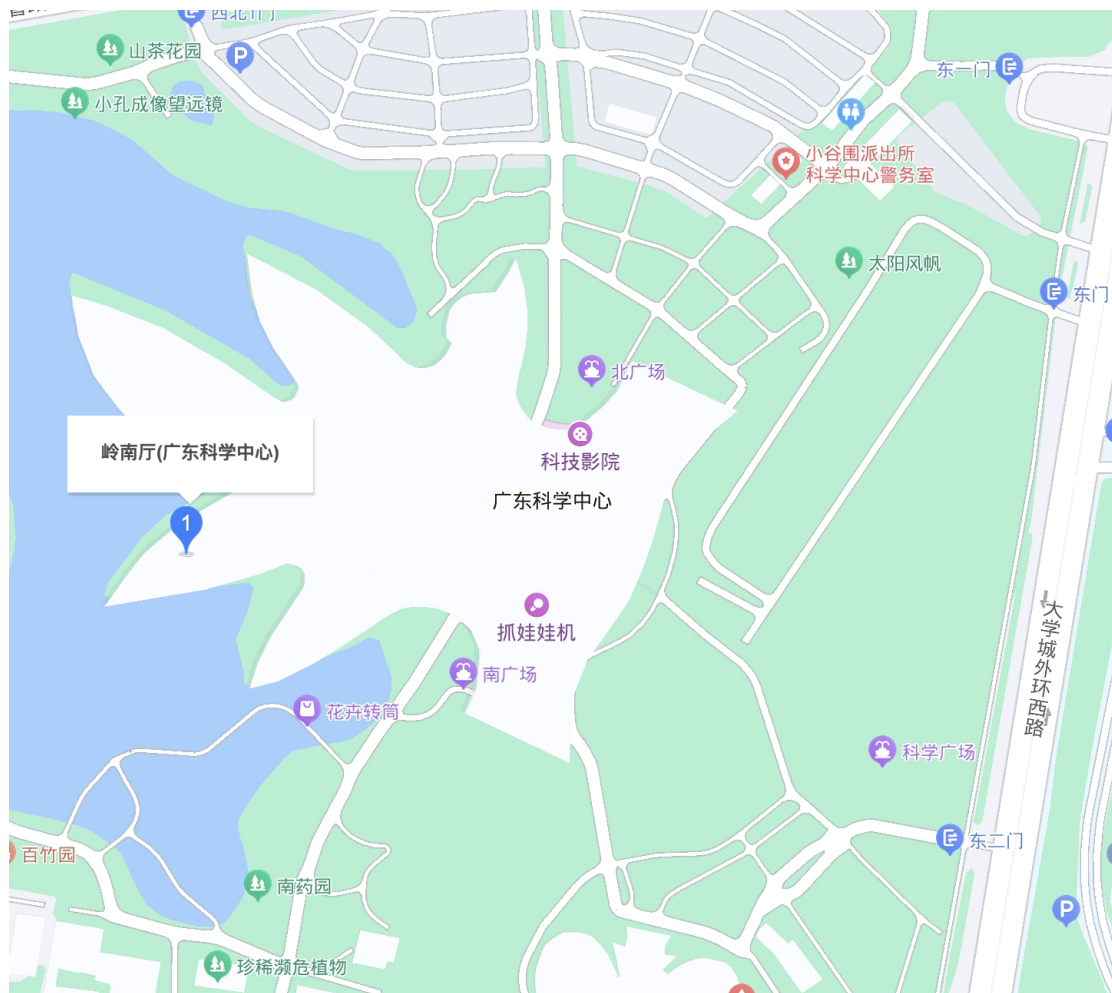 山茶花园
P
小孔成像望远镜
东一门
小谷围派出所
科学中心警务室
太阳风帆
东门
北广场
岭南厅(广东科学中心)
科技影院
广东科学中心
1
抓娃娃机
大学城外环西路
南广场
花卉转筒
科学广场
东二门
百竹园
南药园
P
珍稀濒危植物